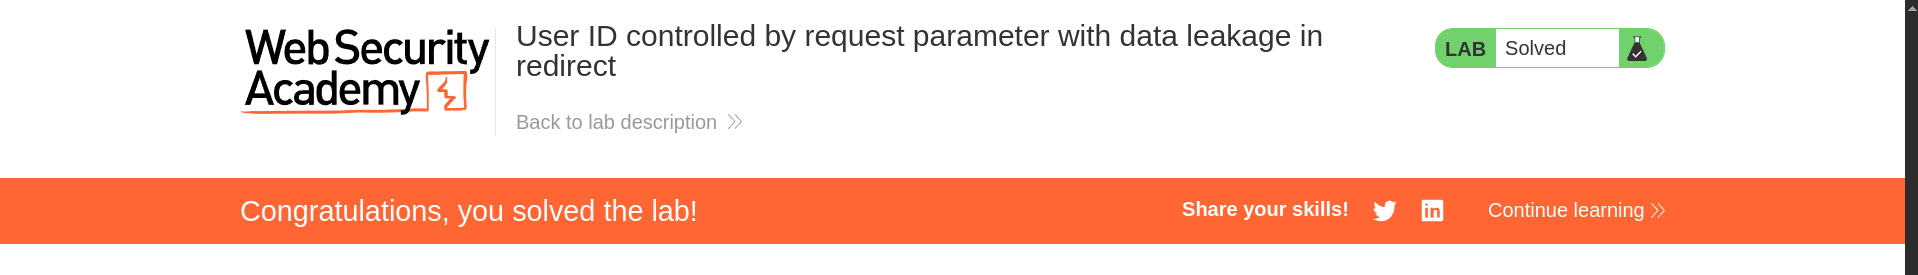 Web Security
Academy
User ID controlled by request parameter with data leakage in
redirect
Back to lab description
LAB Solved
Congratulations, you solved the lab!
Share your skills!
Continue learning